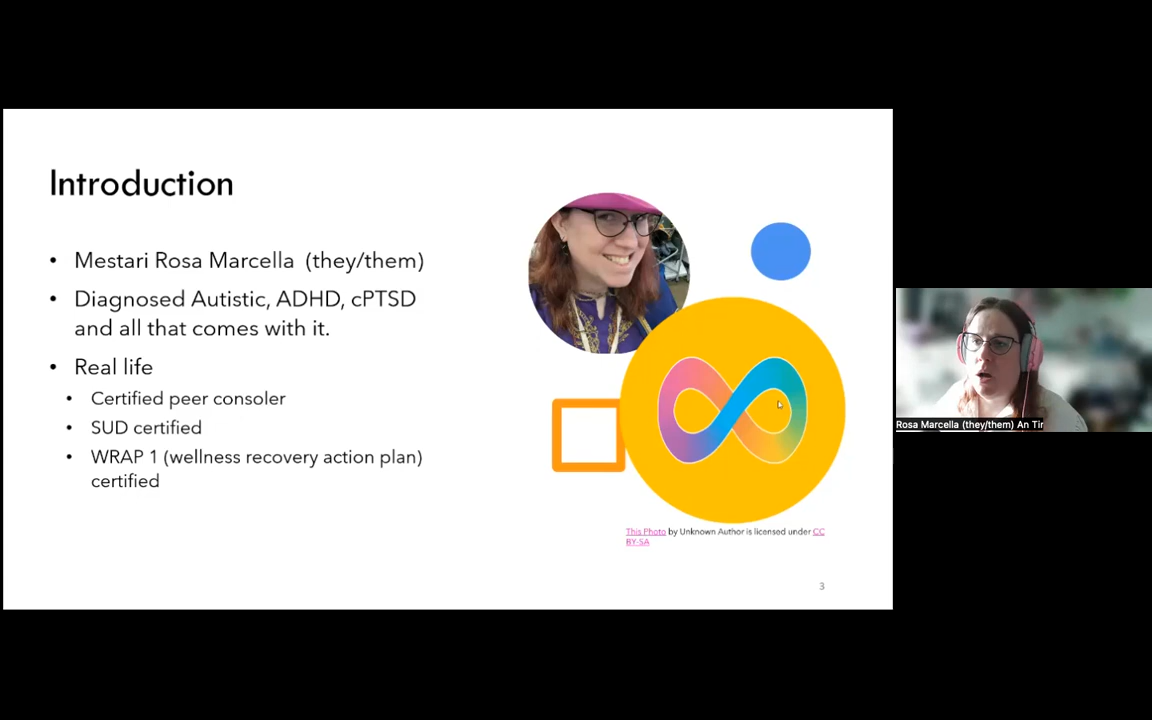 Introduction
• Mestari Rosa Marcella (they/them)
• Diagnosed Autistic, ADHD, cPTSD
and all that comes with it.
• Real life
• Certified peer consoler
• SUD certified
• WRAP 1 (wellness recovery action plan)
certified
This Photo by Unknown Author is licensed under CC
BY-SA
3
Rosa Marcella (they/them) An Tir